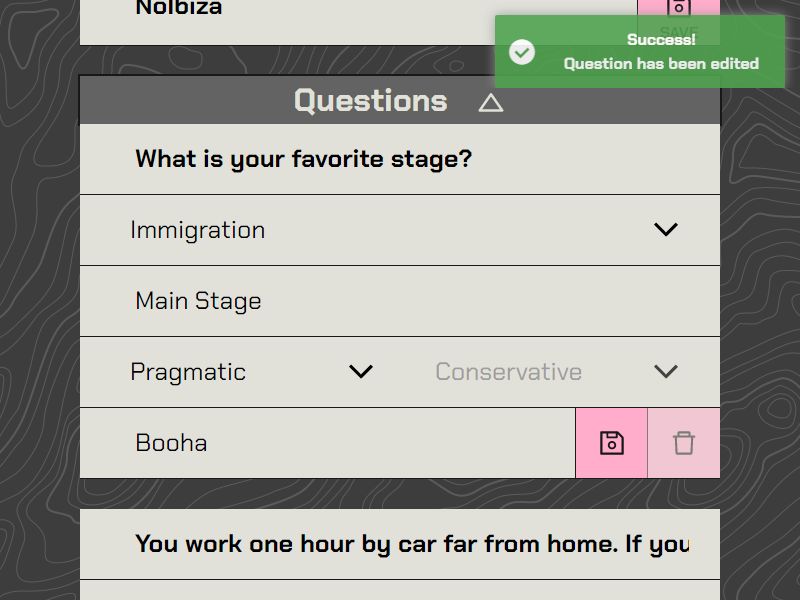 Nolbiza
SAVE
Success!
Question has been edited
Questions
What is your favorite stage?
Immigration
Main Stage
Pragmatic
Conservative
Booha
You work one hour by car far from home. If you